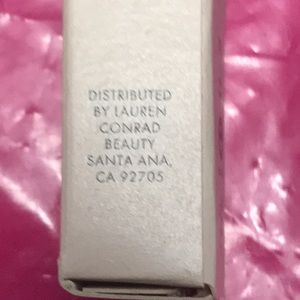 DISTRIBUTED
BY LAUREN
CONRAD
BEAUTY
SANTA ANA,
CA 92705